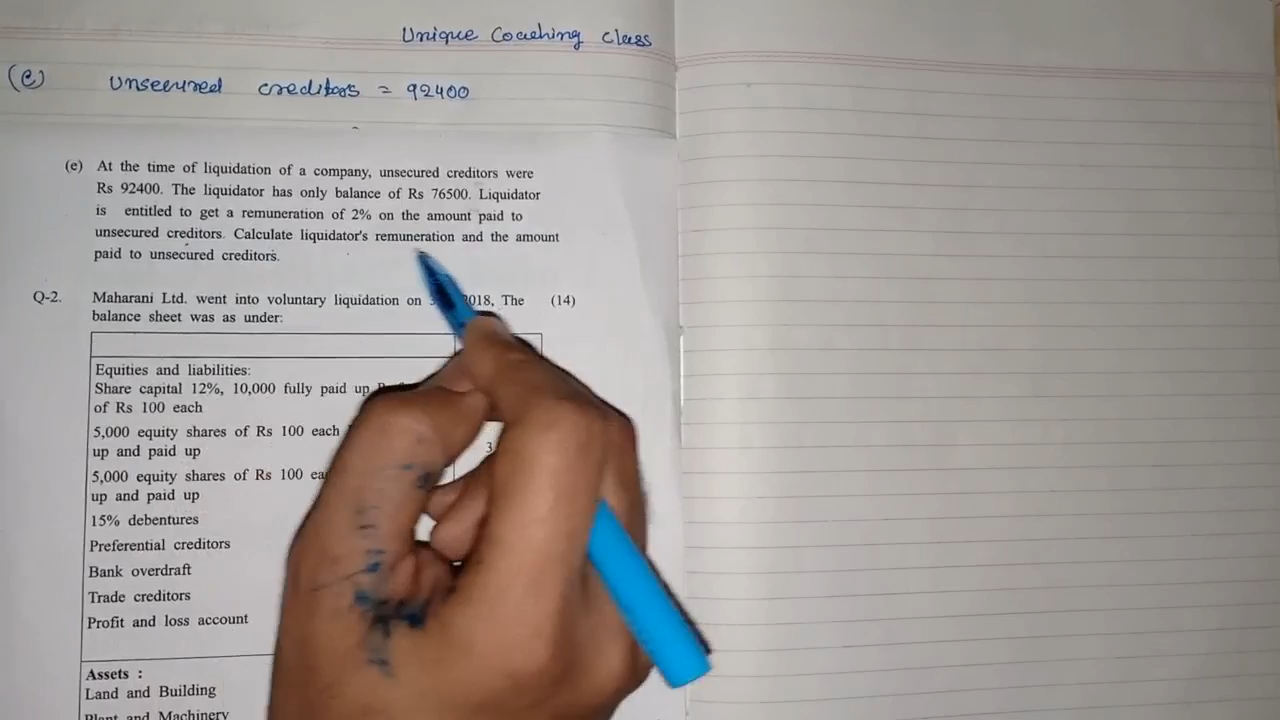 Unique Coaching Class
(e) Unsecured creditors = 92400
(e) At the time of liquidation of a company, unsecured creditors were
Rs 92400. The liquidator has only balance of Rs 76500. Liquidator
is entitled to get a remuneration of 2% on the amount paid to
unsecured creditors. Calculate liquidator's remuneration and the amount
paid to unsecured creditors.
Q-2. Maharani Ltd. went into voluntary liquidation on 2018, The (14)
balance sheet was as under:
Equities and liabilities:
Share capital 12%, 10,000 fully paid up
of Rs 100 each
5,000 equity shares of Rs 100 each
up and paid up
5,000 equity shares of Rs 100
up and paid up
15% debentures
Preferential creditors
Bank overdraft
Trade creditors
Profit and loss account
Assets :
Land and Building
Plant and Machinery